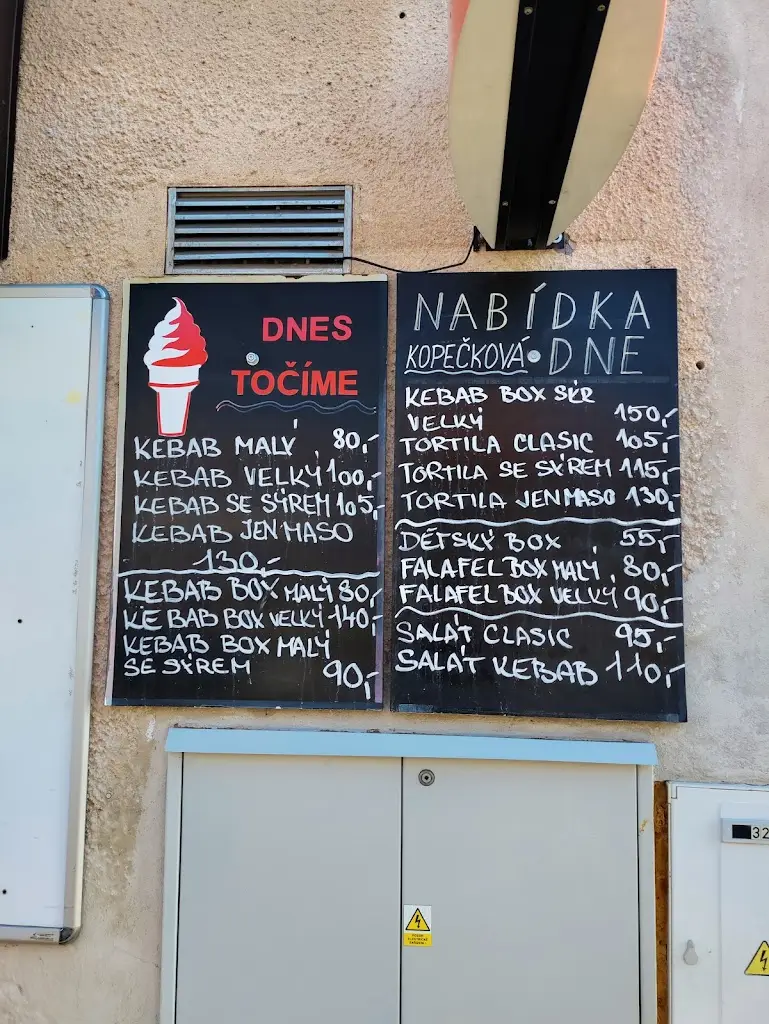 DNES
TOČÍME
KEBAB MALÝ 80,-
KEBAB VELKÝ 100,-
KEBAB SE SÝREM 105,-
KEBAB JEN MASO
130,-
KEBAB BOX MALÝ 80,-
KEBAB BOX VELKÝ 140,-
KEBAB BOX MALÝ
SE SÝREM 90,-
NABÍDKA
KOPEČKOVÁ DNE
KEBAB BOX SÝR
VELKÝ 150,-
TORTILA CLASIC 105,-
TORTILA SE SÝREM 115,-
TORTILA JEN MASO 130,-
DĚTSKÝ BOX 55,-
FALAFEL BOX MALÝ 80,-
FALAFEL BOX VELKÝ 90,-
SALÁT CLASIC 95,-
SALÁT KEBAB 110,-
32